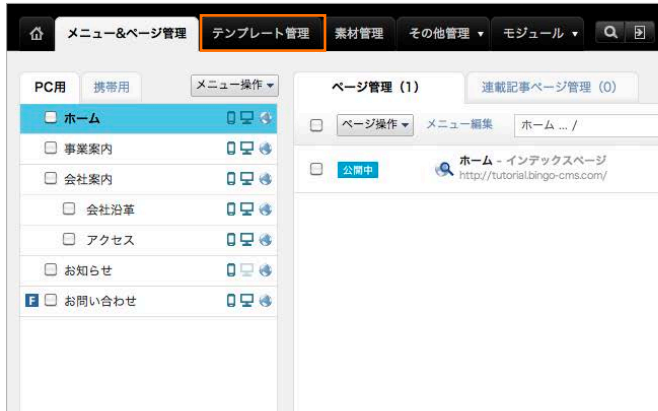 メニュー&ページ管理 テンプレート管理 素材管理 その他管理 ▼ モジュール ▼
PC用 携帯用 メニュー操作 ▼
ページ管理（1） 連載記事ページ管理（0）
ページ操作 ▼ メニュー編集 ホーム ... /
公開中 ホーム - インデックスページ
http://tutorial.bingo-cms.com/
ホーム
事業案内
会社案内
会社沿革
アクセス
お知らせ
F お問い合わせ